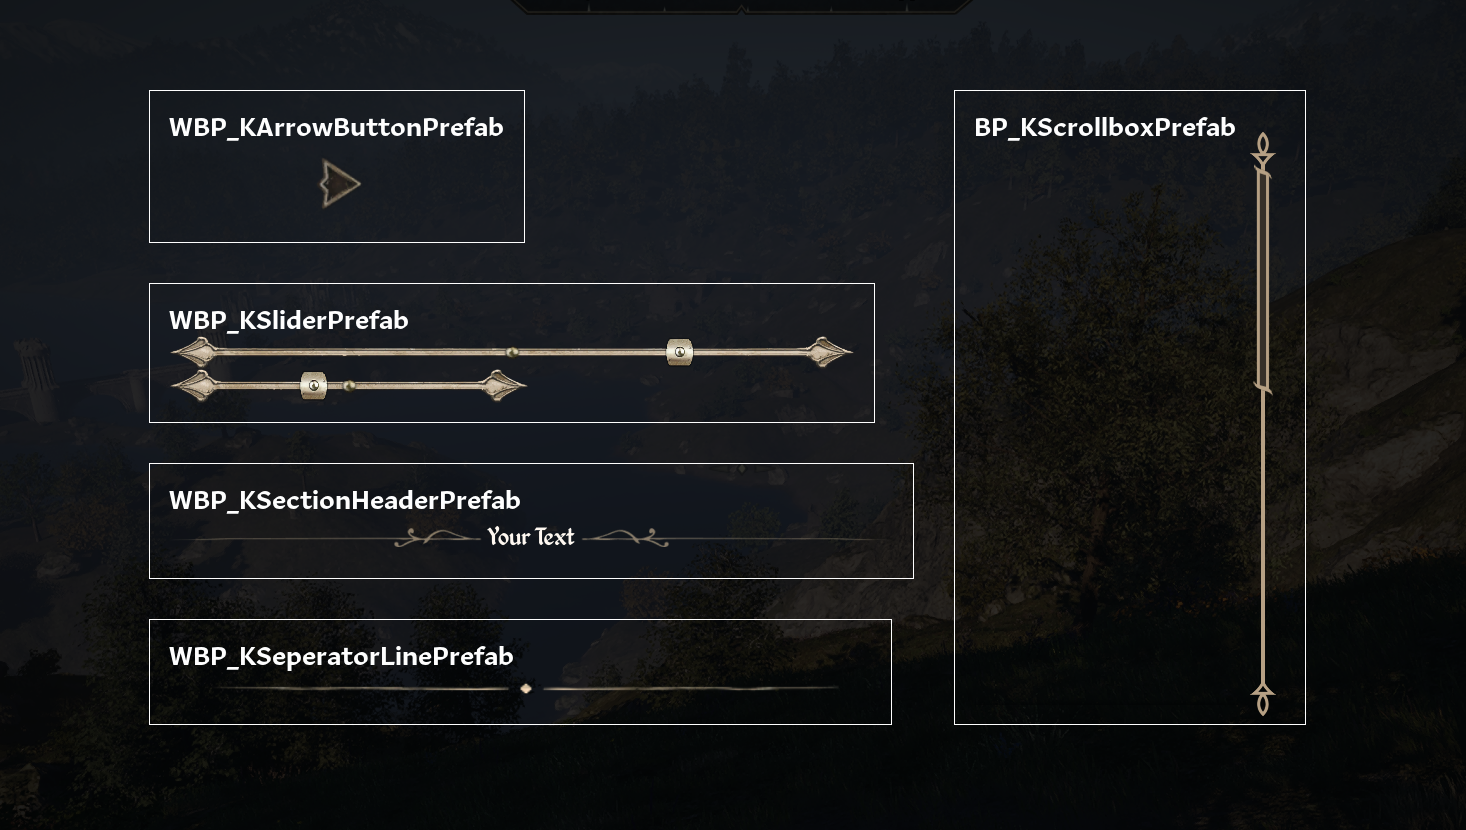 WBP_KArrowButtonPrefab
WBP_KSliderPrefab
WBP_KSectionHeaderPrefab
Your Text
WBP_KSeperatorLinePrefab
BP_KScrollboxPrefab